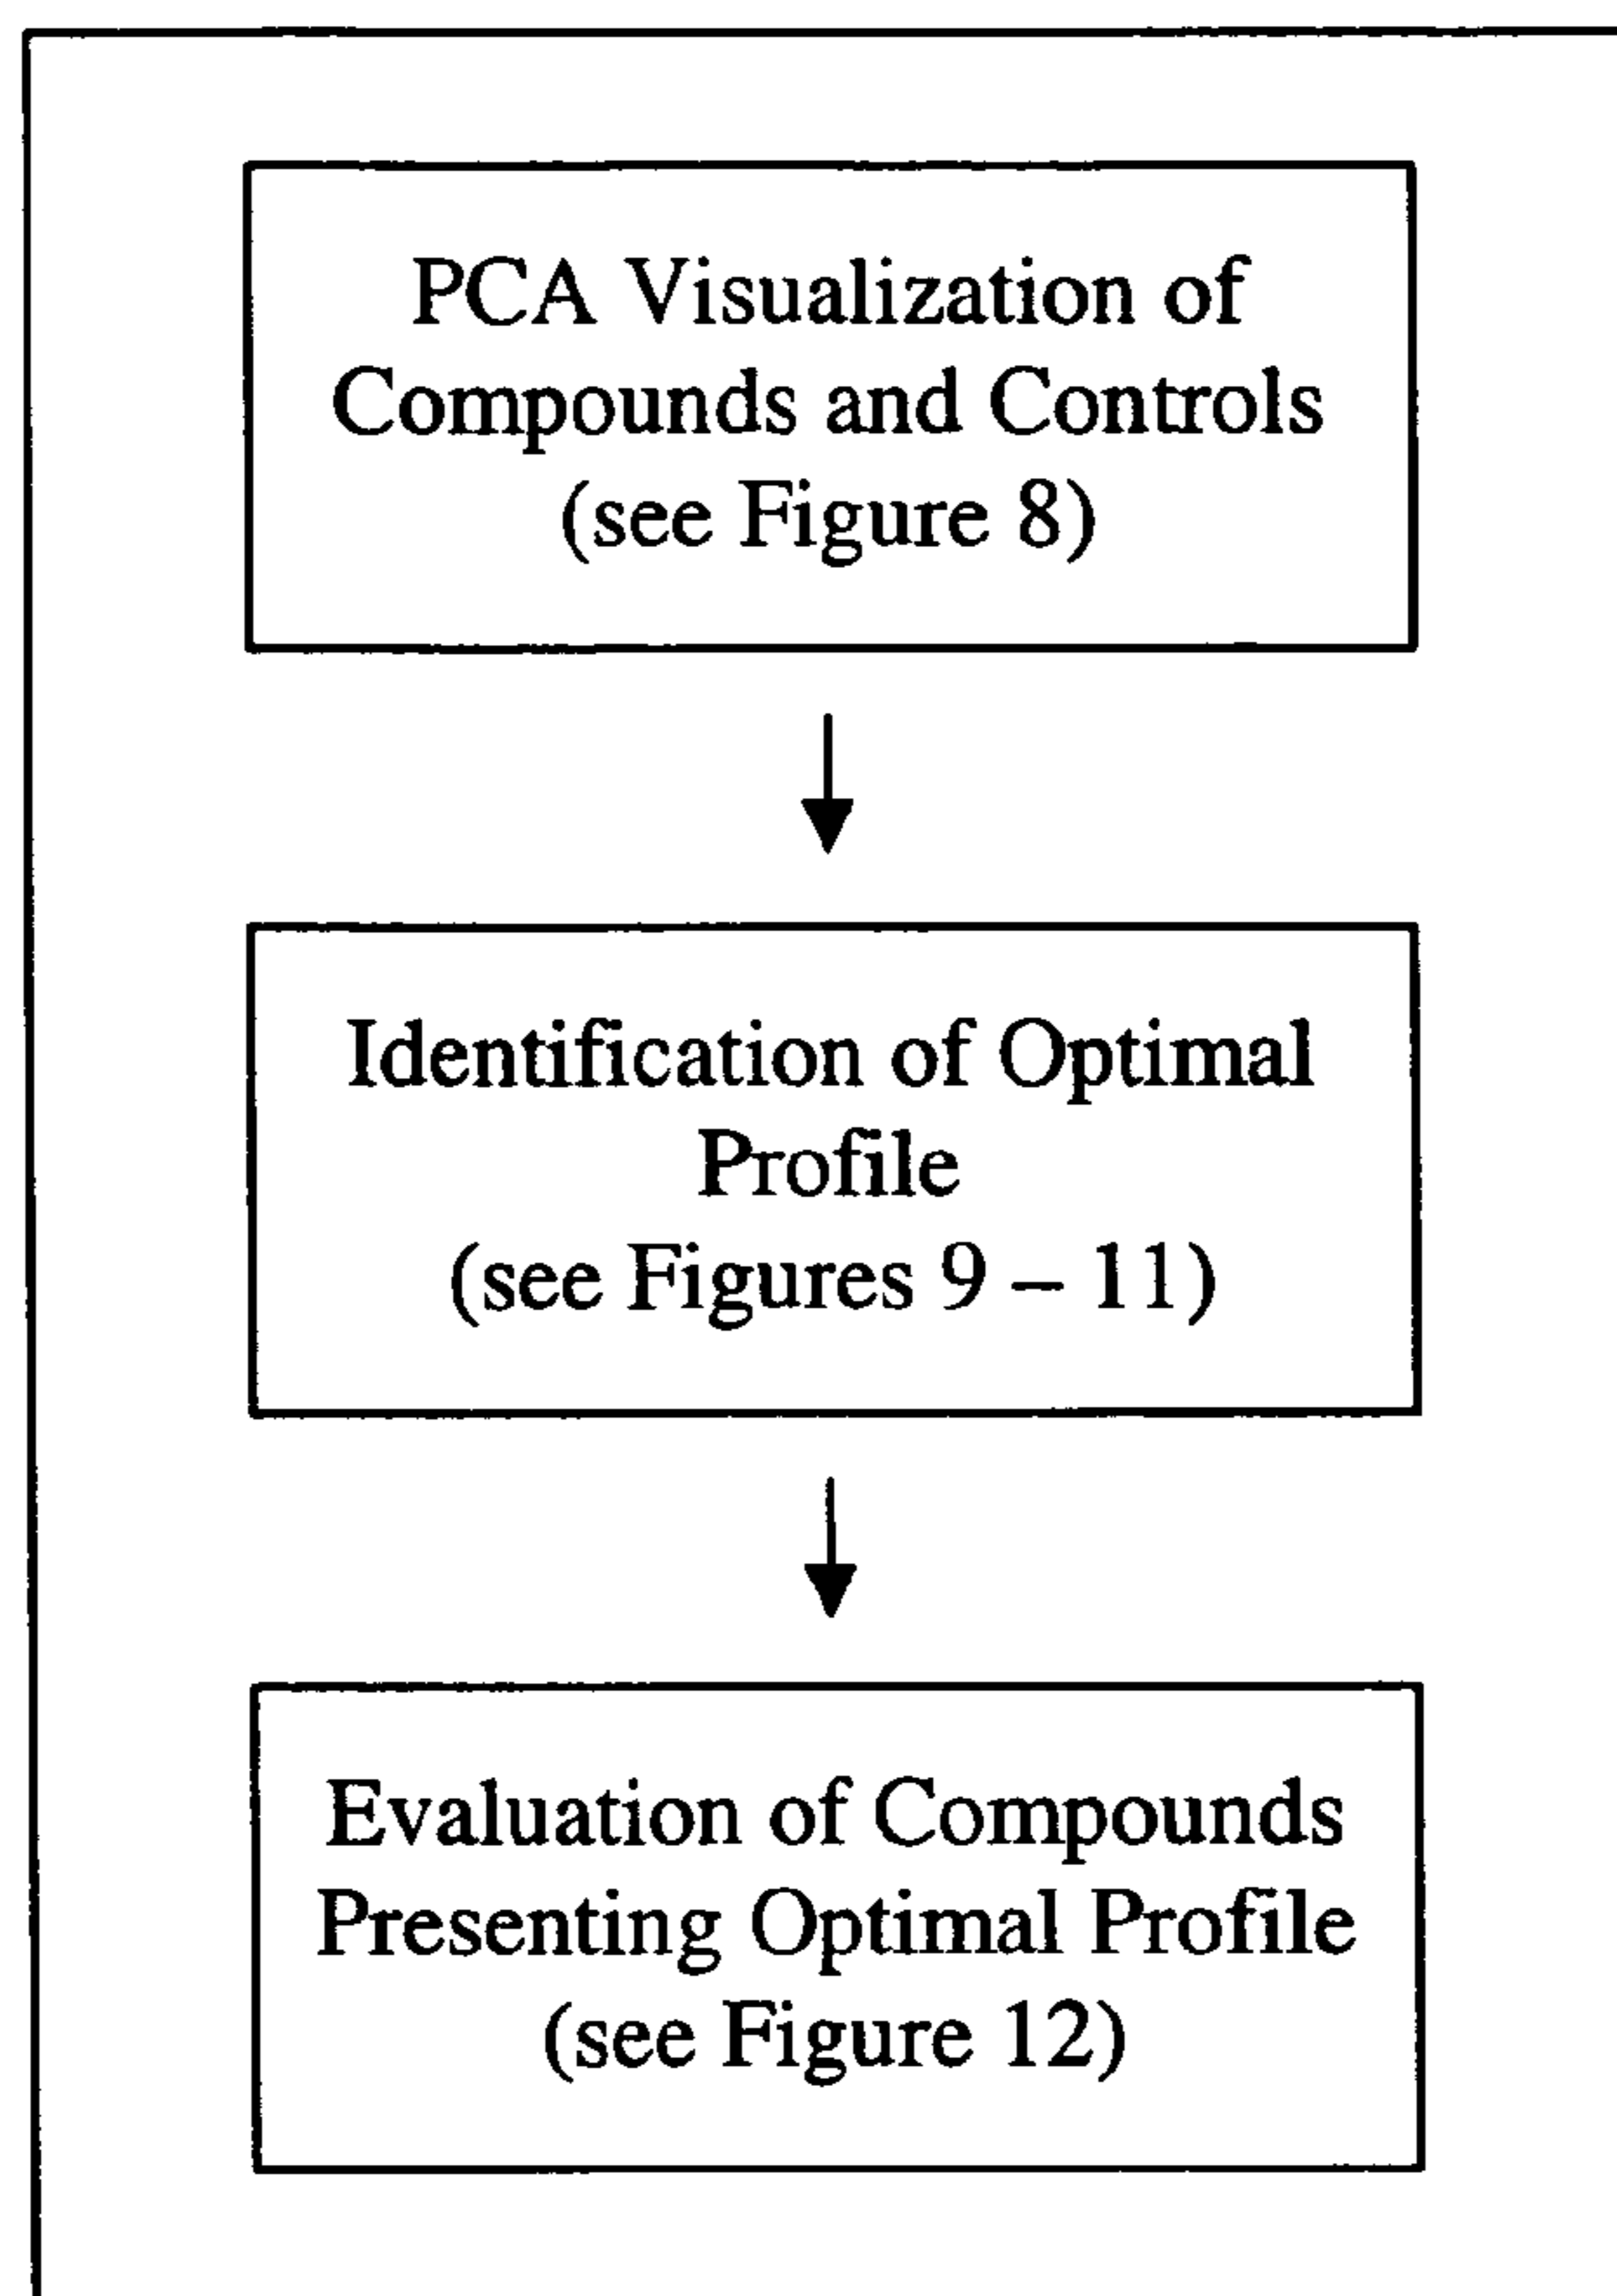 PCA Visualization of
Compounds and Controls
(see Figure 8)
Identification of Optimal
Profile
(see Figures 9 – 11)
Evaluation of Compounds
Presenting Optimal Profile
(see Figure 12)